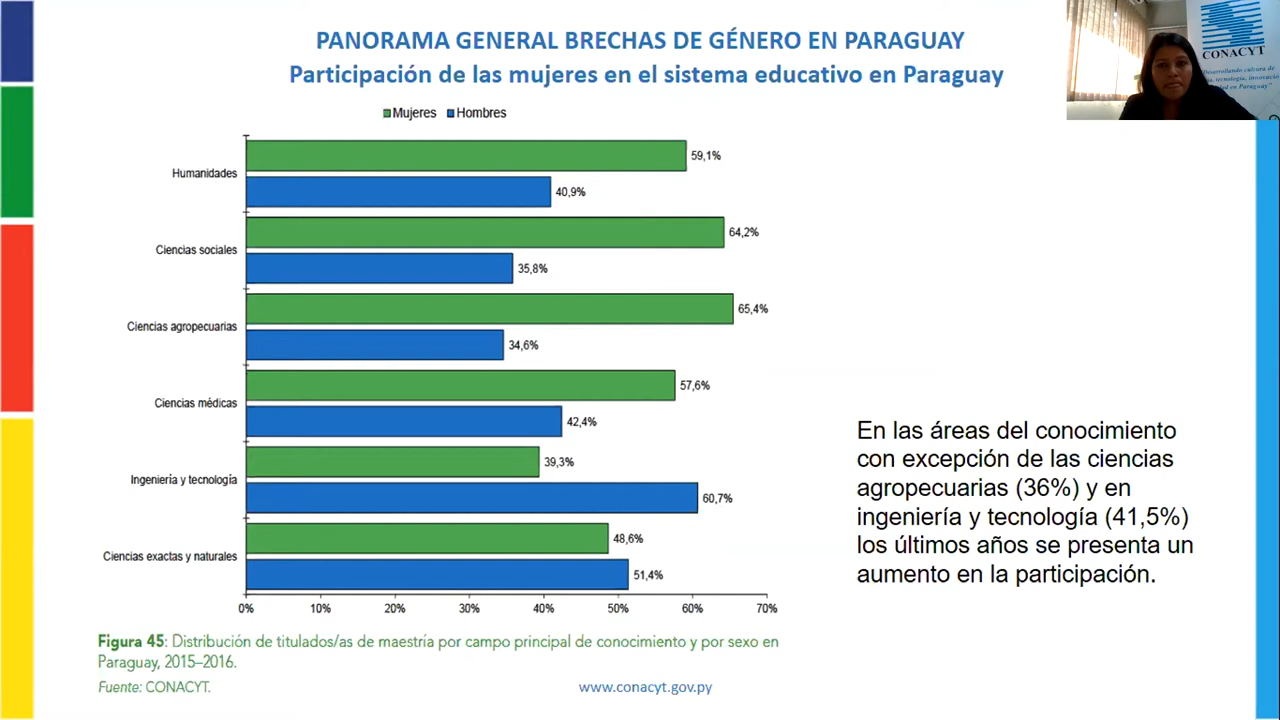 PANORAMA GENERAL BRECHAS DE GÉNERO EN PARAGUAY
Participación de las mujeres en el sistema educativo en Paraguay
CONACYT
Mujeres Hombres
Humanidades
59,1%
40,9%
Ciencias sociales
64,2%
35,8%
Ciencias agropecuarias
65,4%
34,6%
Ciencias médicas
57,6%
42,4%
Ingeniería y tecnología
39,3%
60,7%
Ciencias exactas y naturales
48,6%
51,4%
0% 10% 20% 30% 40% 50% 60% 70%
En las áreas del conocimiento
con excepción de las ciencias
agropecuarias (36%) y en
ingeniería y tecnología (41,5%)
los últimos años se presenta un
aumento en la participación.
Figura 45: Distribución de titulados/as de maestría por campo principal de conocimiento y por sexo en
Paraguay, 2015–2016.
Fuente: CONACYT.
www.conacyt.gov.py